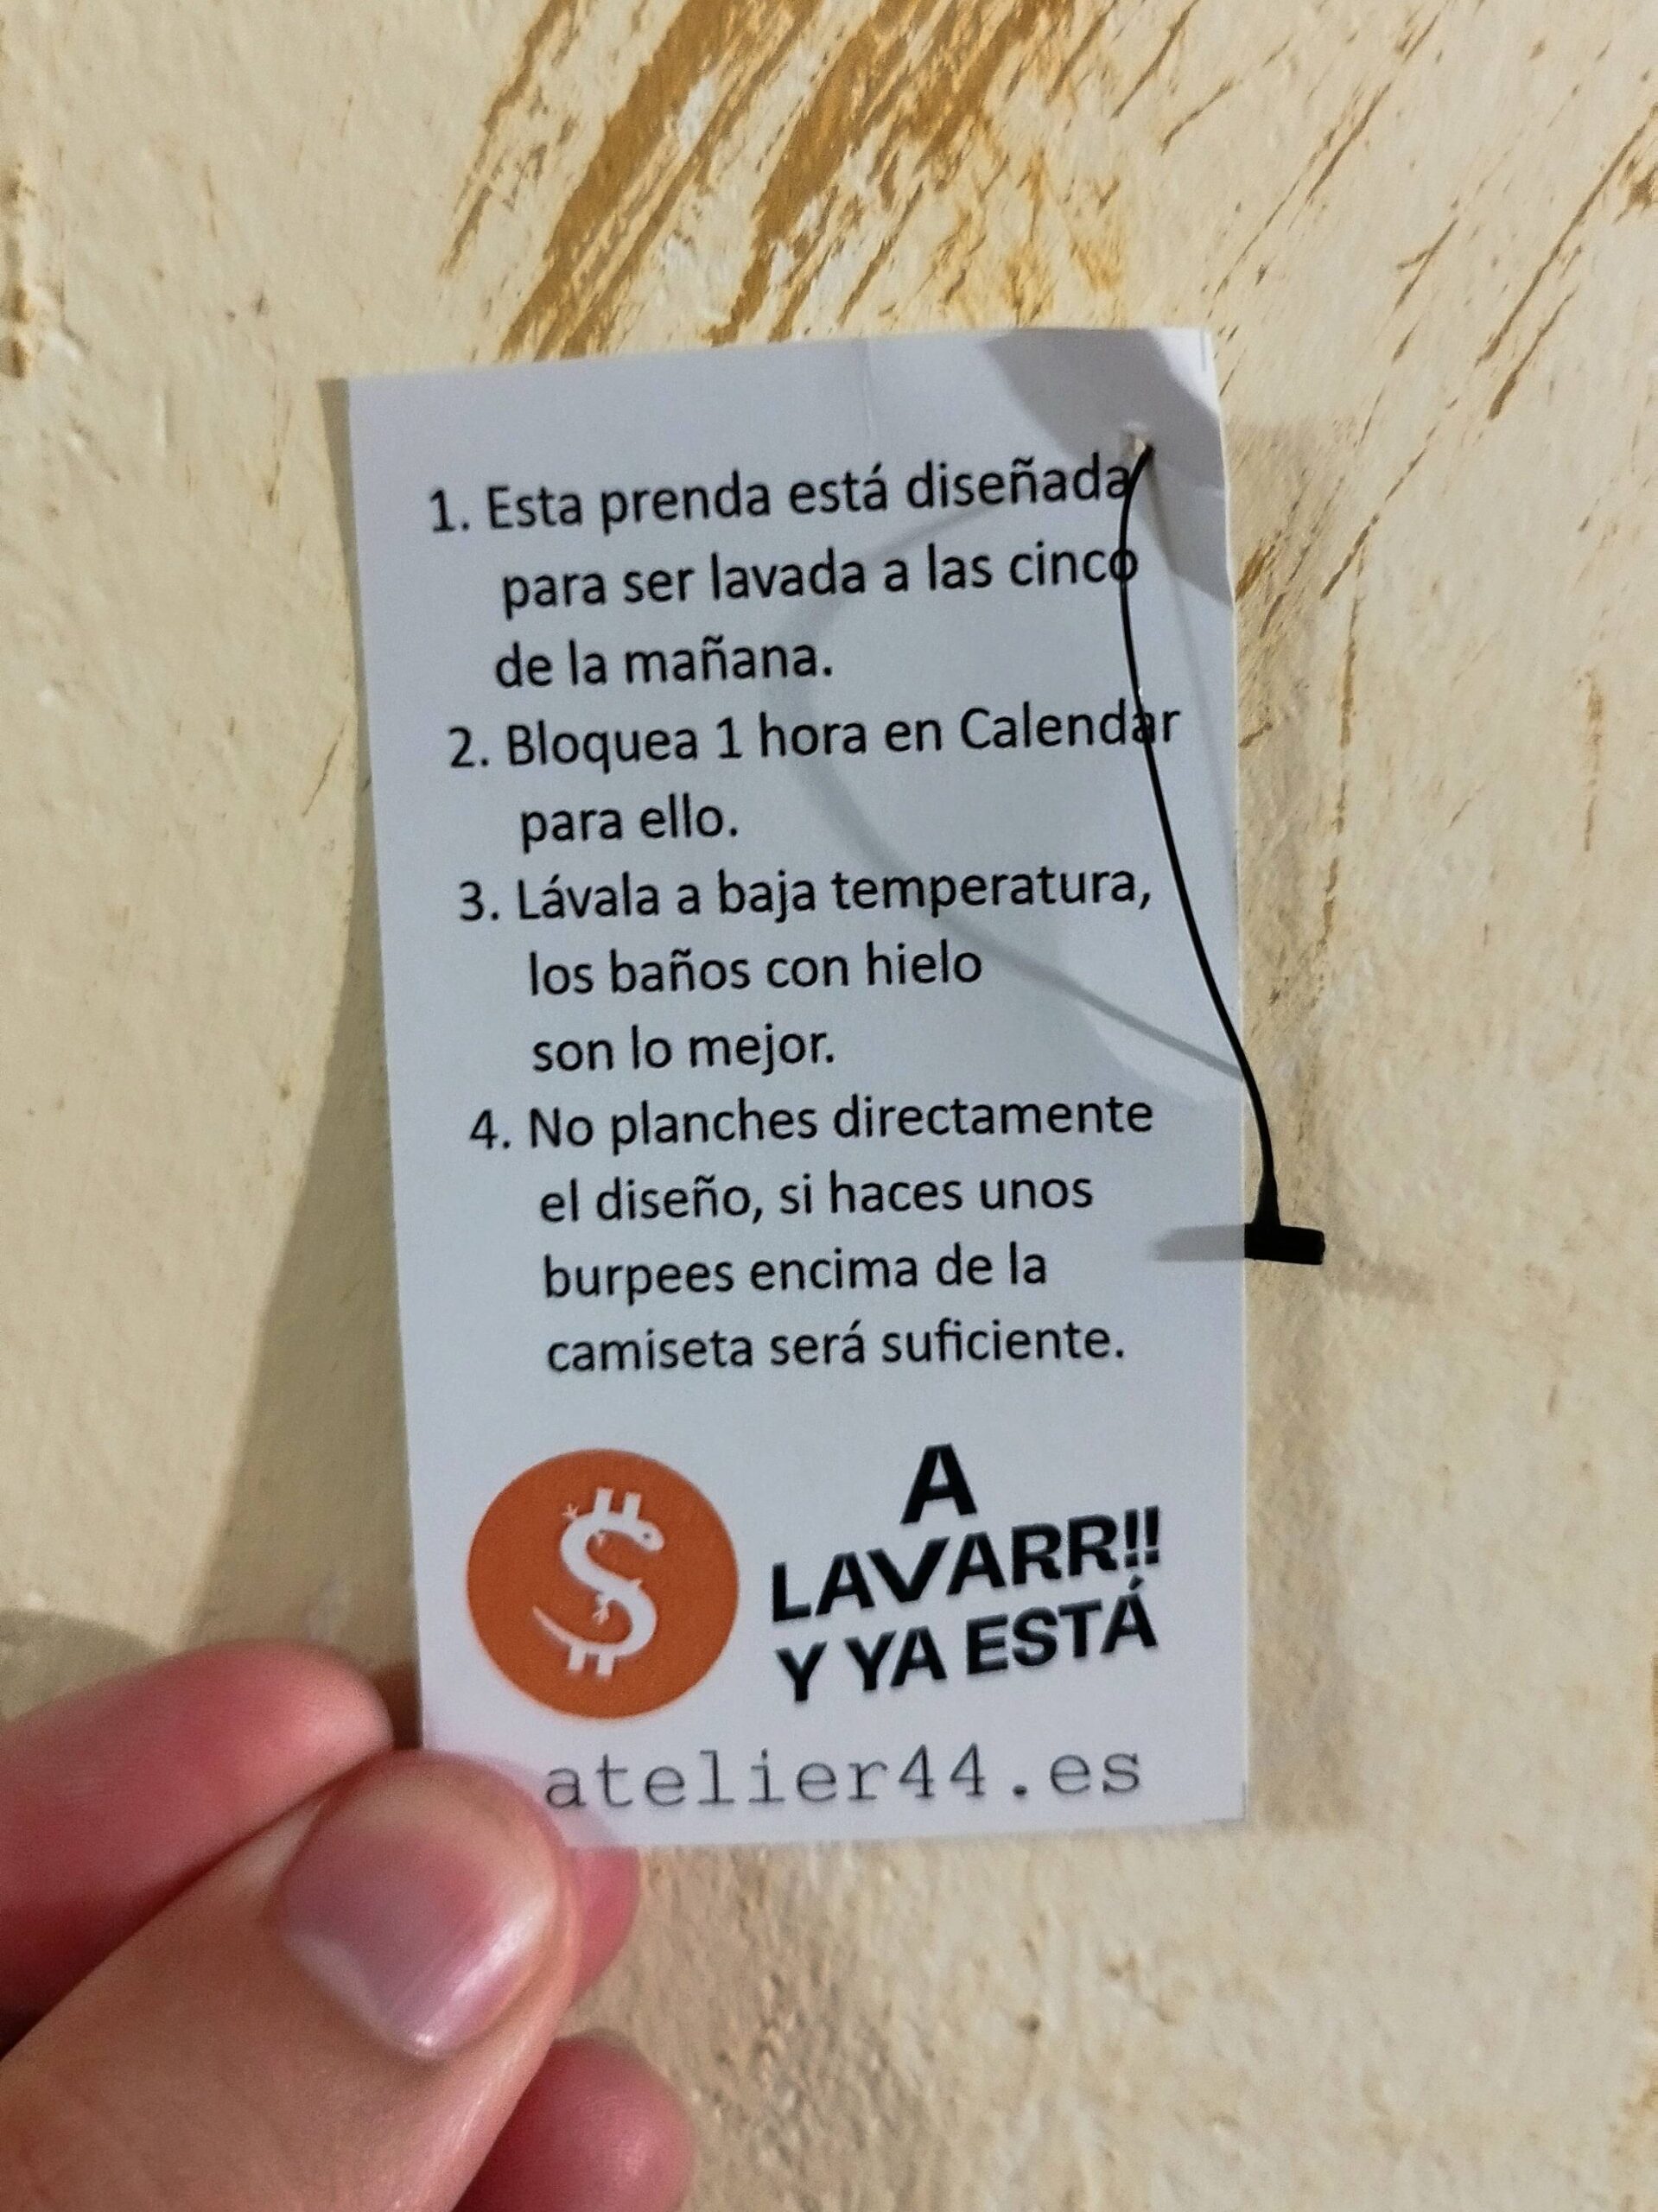 1. Esta prenda está diseñada
para ser lavada a las cinco
de la mañana.
2. Bloquea 1 hora en Calendar
para ello.
3. Lávala a baja temperatura,
los baños con hielo
son lo mejor.
4. No planches directamente
el diseño, si haces unos
burpees encima de la
camiseta será suficiente.
A
LAVARR!!
Y YA ESTÁ
atelier44.es